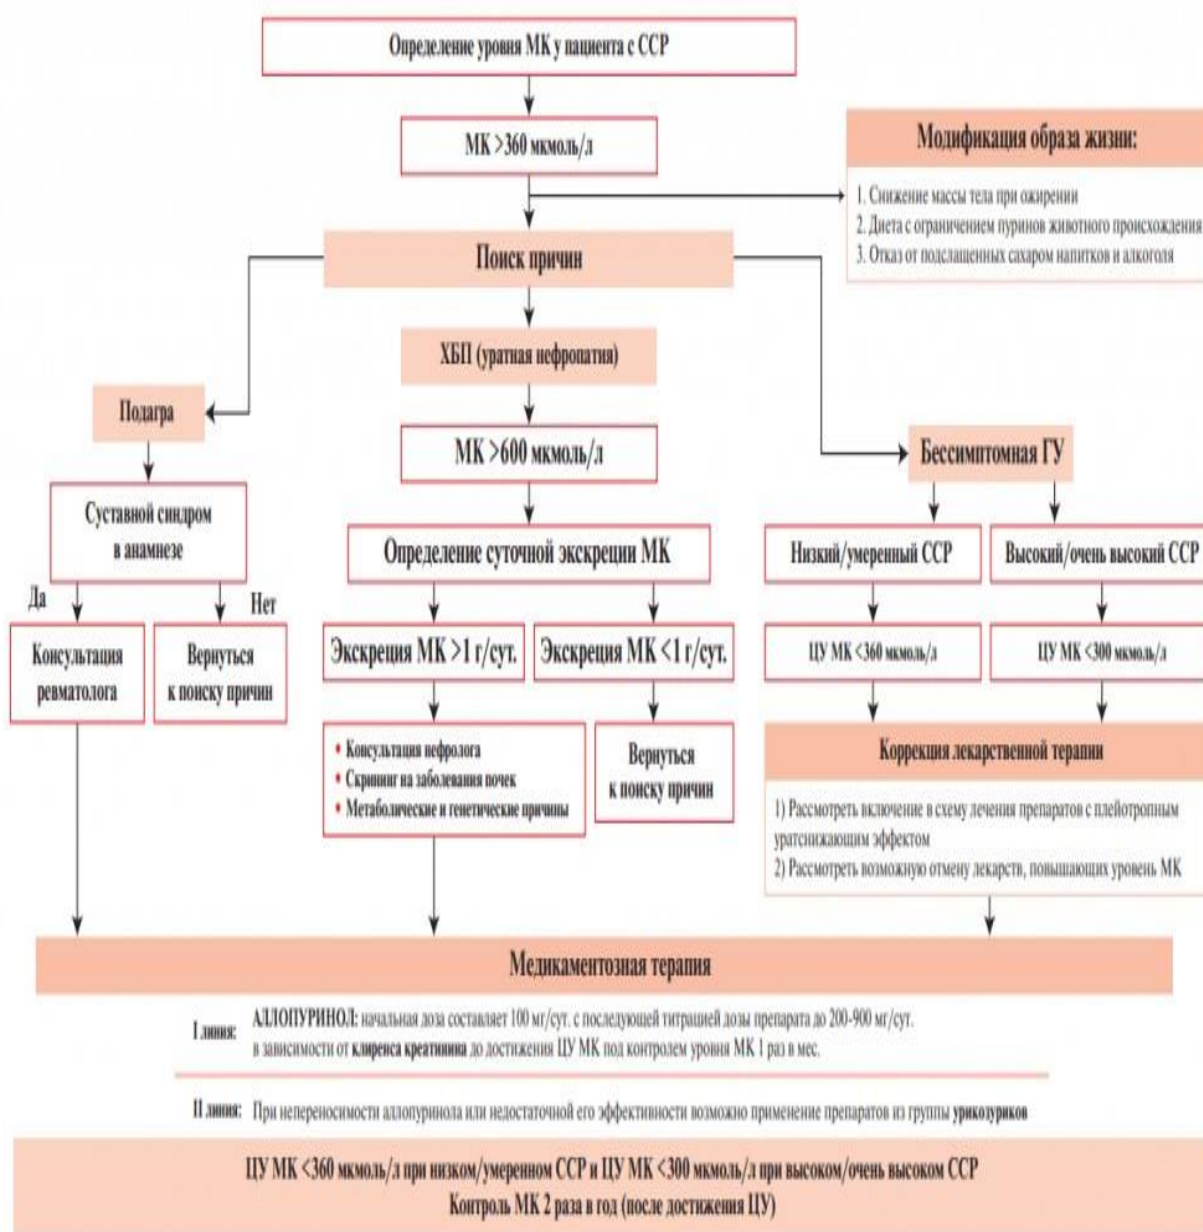 Определение уровня МК у пациента с ССР
МК >360 мкмоль/л
Модификация образа жизни:
1. Снижение массы тела при ожирении
2. Диета с ограничением пуринов животного происхождения
3. Отказ от подслащенных сахаром напитков и алкоголя
Поиск причин
ХБП (уратная нефропатия)
Подагра
МК >600 мкмоль/л
Бессимптомная ГУ
Суставной синдром
в анамнезе
Определение суточной экскреции МК
Низкий/умеренный ССР
Высокий/очень высокий ССР
Да
Нет
Консультация
ревматолога
Вернуться
к поиску причин
Экскреция МК >1 г/сут.
Экскреция МК <1 г/сут.
ЦУ МК <360 мкмоль/л
ЦУ МК <300 мкмоль/л
• Консультация нефролога
• Скрининг на заболевания почек
• Метаболические и генетические причины
Вернуться
к поиску причин
Коррекция лекарственной терапии
1) Рассмотреть включение в схему лечения препаратов с плейотропным
уратснижающим эффектом
2) Рассмотреть возможную отмену лекарств, повышающих уровень МК
Медикаментозная терапия
I линия: АЛЛОПУРИНОЛ: начальная доза составляет 100 мг/сут. с последующей титрацией дозы препарата до 200-900 мг/сут.
в зависимости от клиренса креатинина до достижения ЦУ МК под контролем уровня МК 1 раз в мес.
II линия: При непереносимости аллопуринола или недостаточной его эффективности возможно применение препаратов из группы урикозуриков
ЦУ МК <360 мкмоль/л при низком/умеренном ССР и ЦУ МК <300 мкмоль/л при высоком/очень высоком ССР
Контроль МК 2 раза в год (после достижения ЦУ)